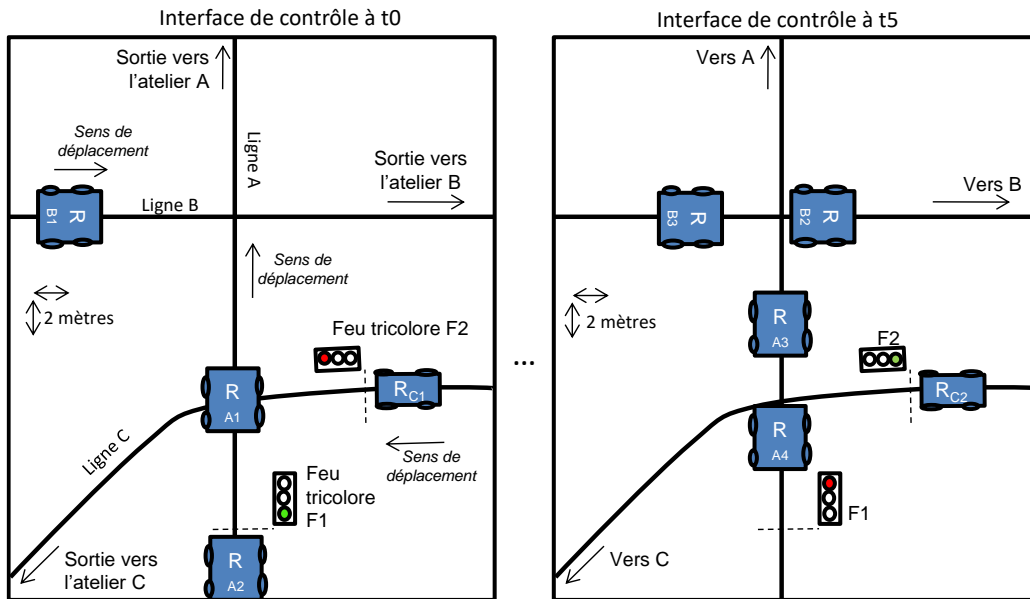 Interface de contrôle à t0
Sortie vers
l'atelier A
Sens de
déplacement
Ligne A
Sortie vers
l'atelier B
R
B1
Ligne B
Sens de
déplacement
2 mètres
Feu tricolore F2
R
A1
RC1
Ligne C
Sens de
déplacement
Feu
tricolore
F1
R
A2
Sortie vers
l'atelier C
...
Interface de contrôle à t5
Vers A
Vers B
R
B3
R
B2
2 mètres
R
A3
F2
RC2
R
A4
F1
Vers C